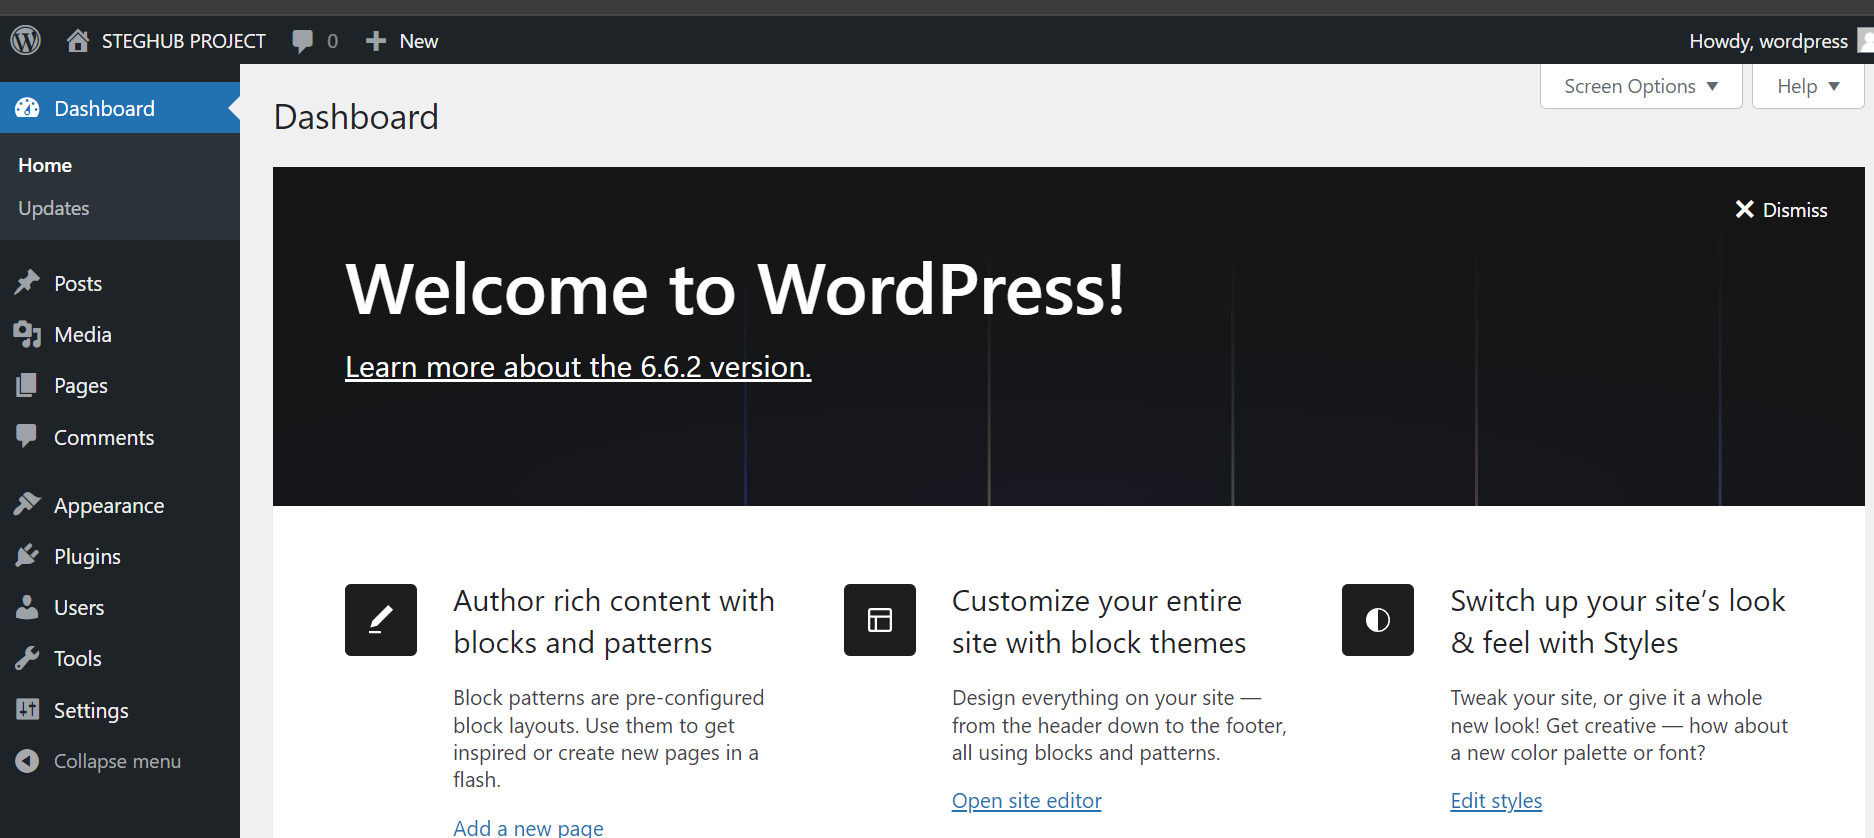 STEGHUB PROJECT 0 New Howdy, wordpress
Dashboard
Home
Updates
Posts
Media
Pages
Comments
Appearance
Plugins
Users
Tools
Settings
Collapse menu
Screen Options Help
Dashboard
Dismiss
Welcome to WordPress!
Learn more about the 6.6.2 version.
Author rich content with
blocks and patterns
Block patterns are pre-configured
block layouts. Use them to get
inspired or create new pages in a
flash.
Add a new page
Customize your entire
site with block themes
Design everything on your site —
from the header down to the footer,
all using blocks and patterns.
Open site editor
Switch up your site’s look
& feel with Styles
Tweak your site, or give it a whole
new look! Get creative — how about
a new color palette or font?
Edit styles